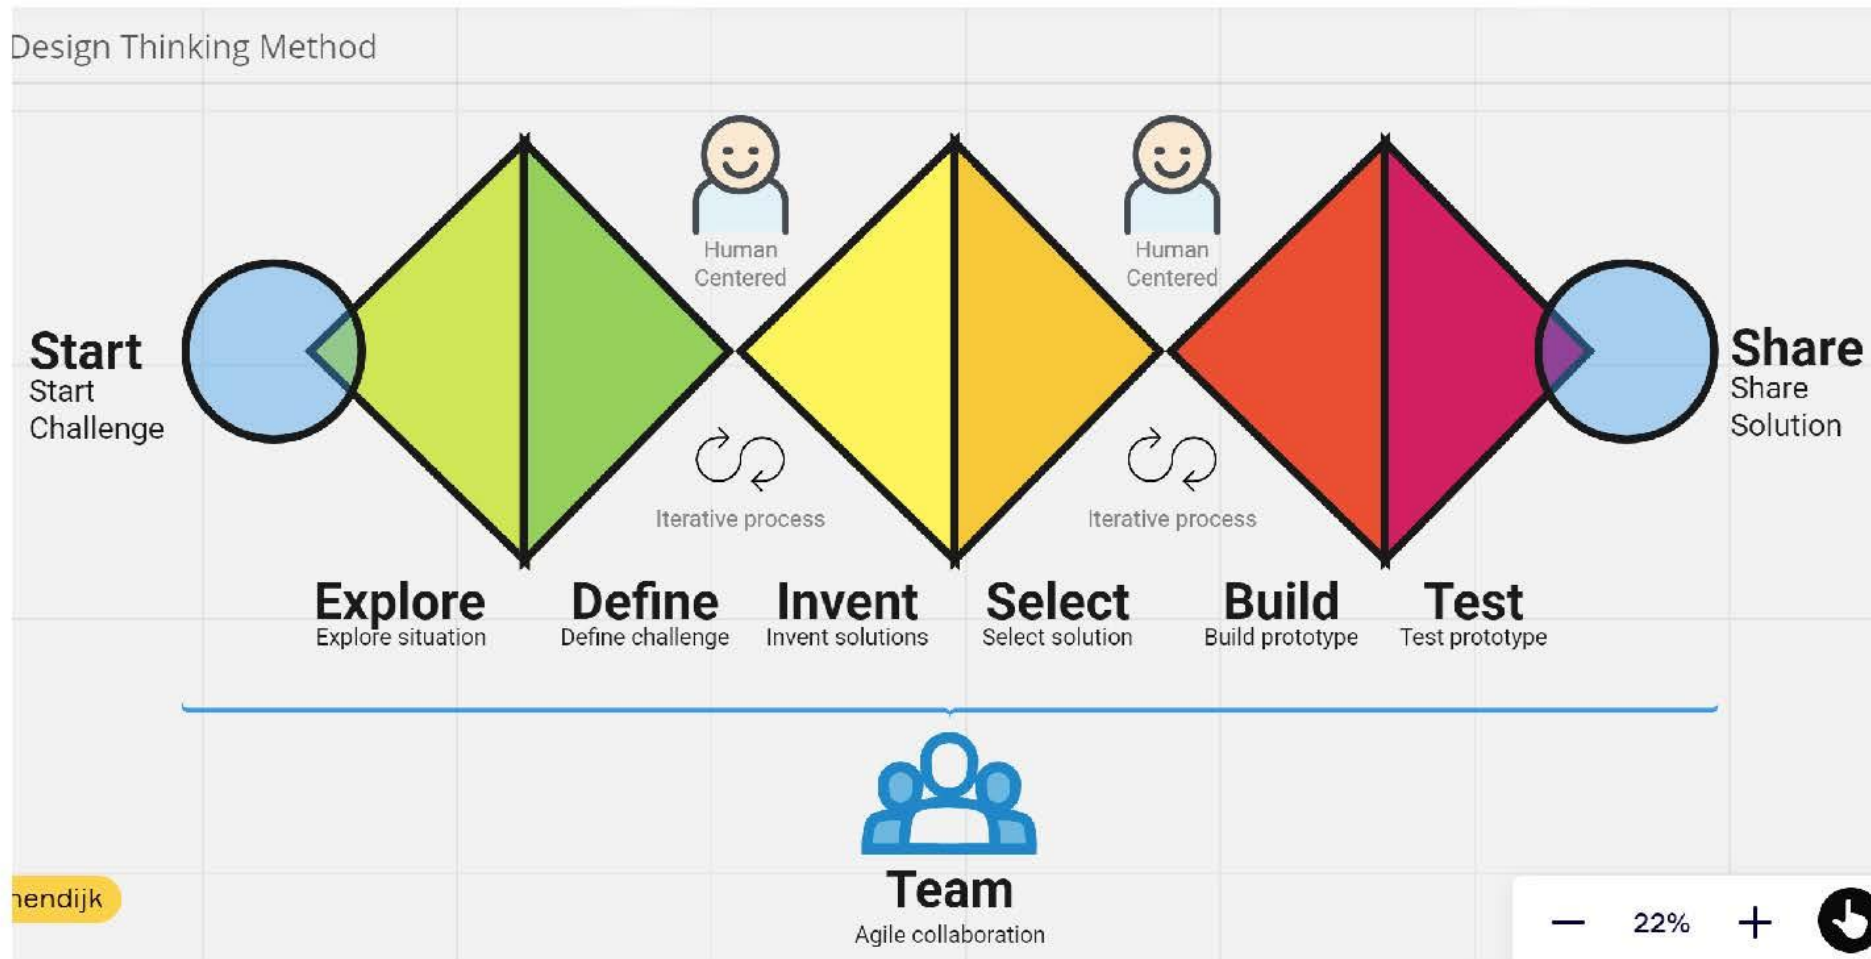 Design Thinking Method
Human
Centered
Human
Centered
Start
Start
Challenge
Share
Share
Solution
Iterative process
Iterative process
Explore
Explore situation
Define
Define challenge
Invent
Invent solutions
Select
Select solution
Build
Build prototype
Test
Test prototype
Team
Agile collaboration
22%